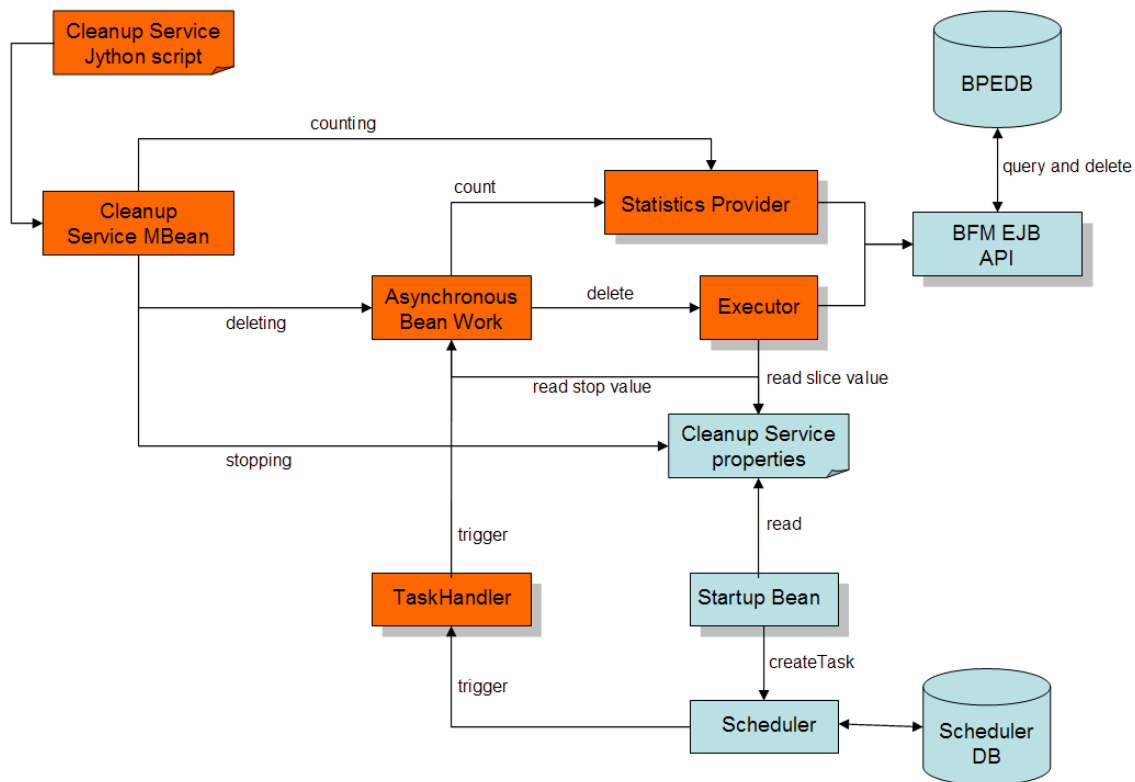 Cleanup Service
Jython script
BPEDB
counting
query and delete
count
Cleanup
Service MBean
Statistics Provider
BFM EJB
API
Asynchronous
Bean Work
delete
Executor
deleting
read stop value
read slice value
Cleanup Service
properties
stopping
trigger
read
TaskHandler
Startup Bean
createTask
trigger
Scheduler
Scheduler
DB